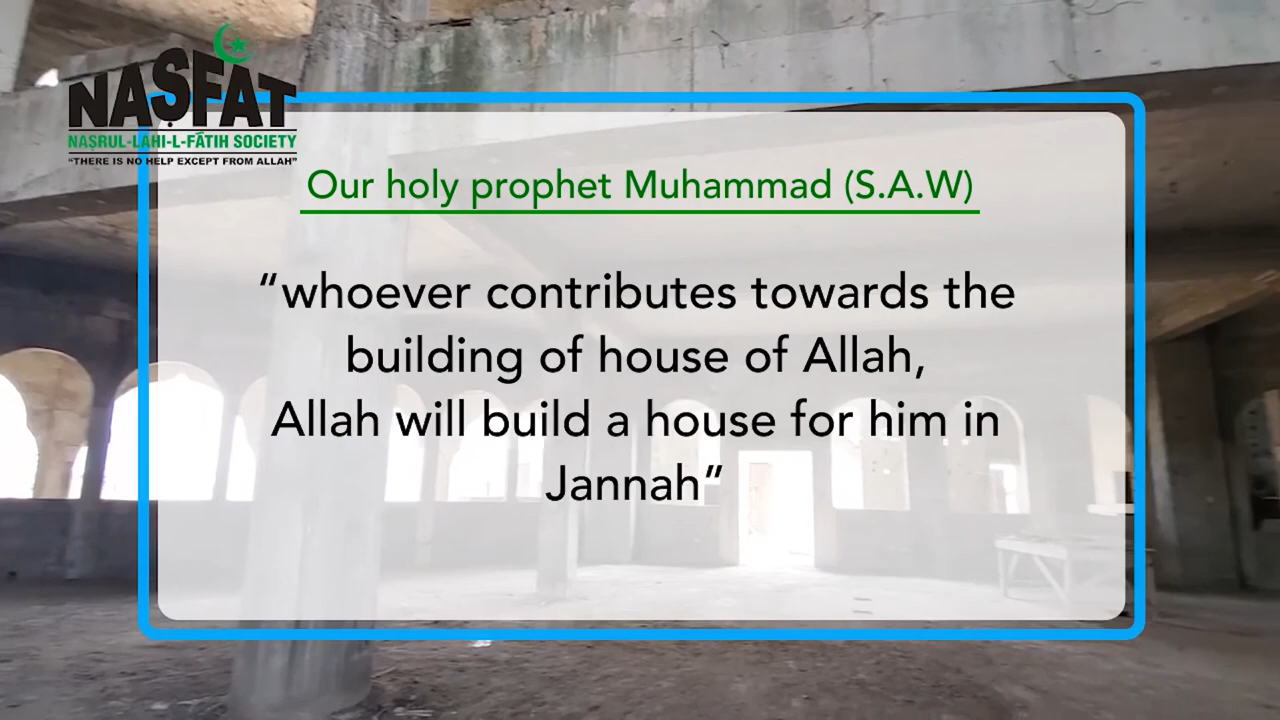 NAṢFAT
NAṢRUL-LĀHI-L-FĀTIH SOCIETY
"THERE IS NO HELP EXCEPT FROM ALLAH"
Our holy prophet Muhammad (S.A.W)
“whoever contributes towards the
building of house of Allah,
Allah will build a house for him in
Jannah”